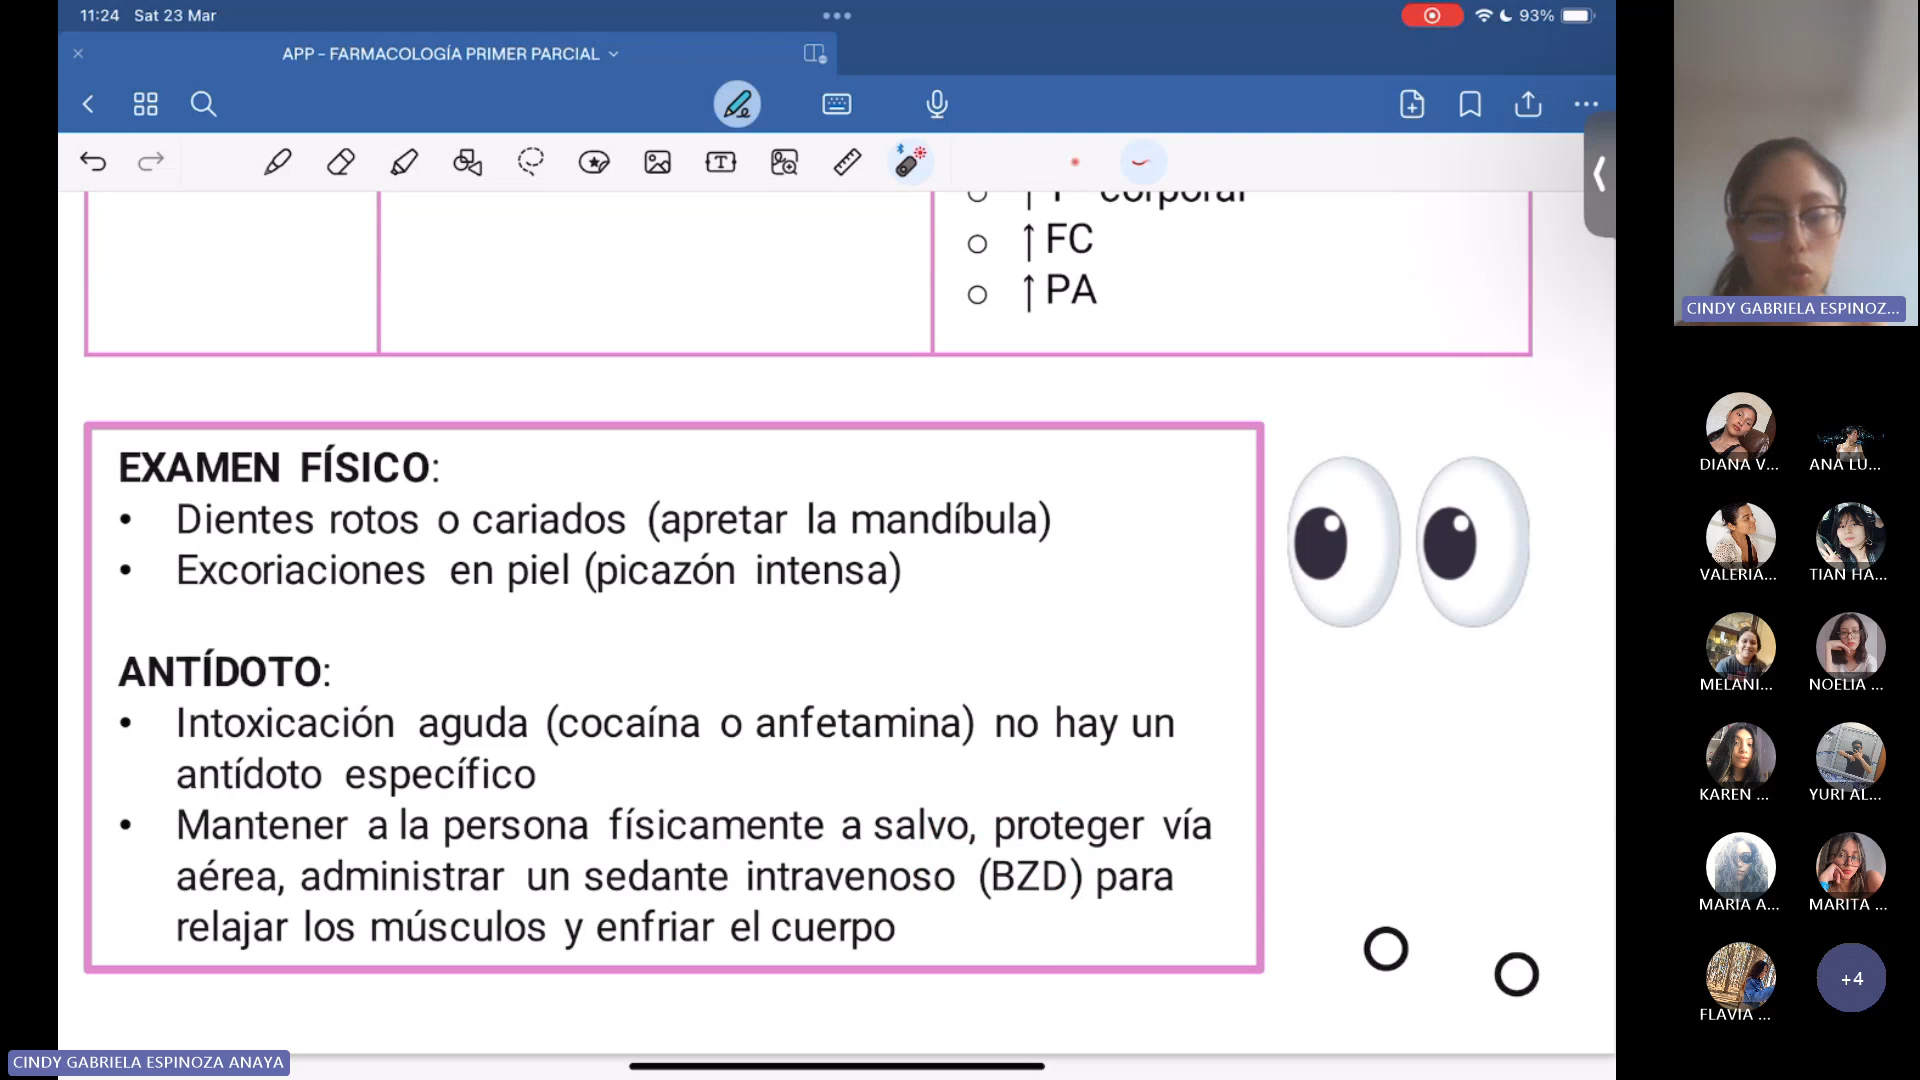 11:24 Sat 23 Mar
93%
APP - FARMACOLOGÍA PRIMER PARCIAL
corporal
↑ FC
↑ PA
EXAMEN FÍSICO:
• Dientes rotos o cariados (apretar la mandíbula)
• Excoriaciones en piel (picazón intensa)
ANTÍDOTO:
• Intoxicación aguda (cocaína o anfetamina) no hay un
antídoto específico
• Mantener a la persona físicamente a salvo, proteger vía
aérea, administrar un sedante intravenoso (BZD) para
relajar los músculos y enfriar el cuerpo
CINDY GABRIELA ESPINOZA ANAYA
CINDY GABRIELA ESPINOZ...
DIANA V...
ANA LU...
VALERIA...
TIAN HA...
MELANI...
NOELIA ...
KAREN ...
YURI AL...
MARIA A...
MARITA ...
FLAVIA ...
+4